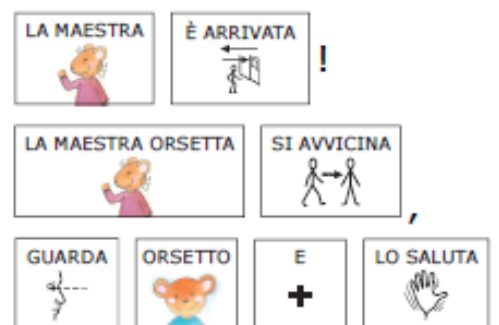 LA MAESTRA È ARRIVATA !
LA MAESTRA ORSETTA SI AVVICINA ,
GUARDA ORSETTO E LO SALUTA